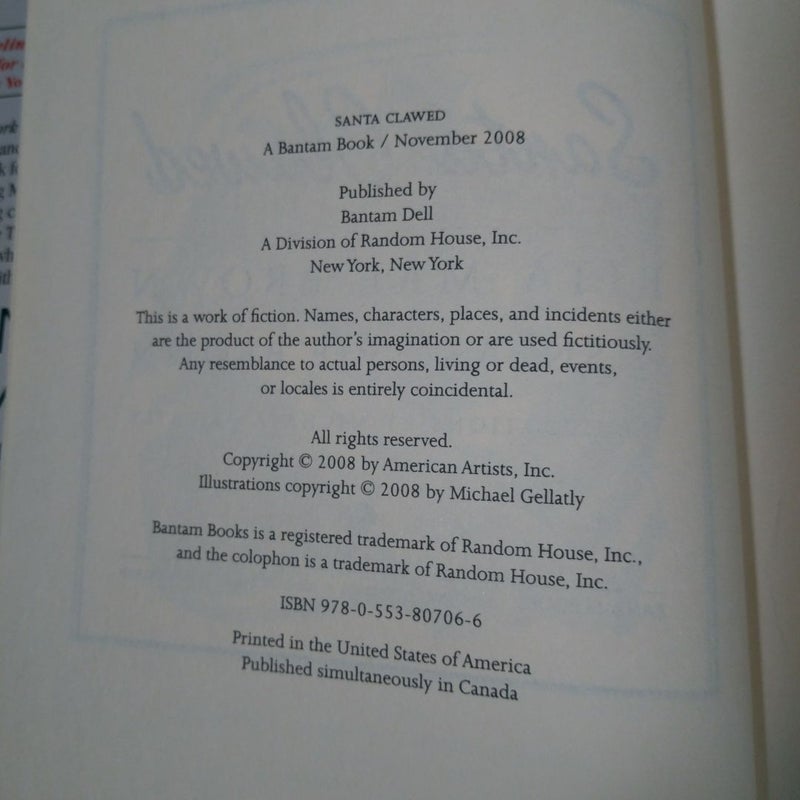 SANTA CLAWED
A Bantam Book / November 2008
Published by
Bantam Dell
A Division of Random House, Inc.
New York, New York
This is a work of fiction. Names, characters, places, and incidents either
are the product of the author's imagination or are used fictitiously.
Any resemblance to actual persons, living or dead, events,
or locales is entirely coincidental.
All rights reserved.
Copyright © 2008 by American Artists, Inc.
Illustrations copyright © 2008 by Michael Gellatly
Bantam Books is a registered trademark of Random House, Inc.,
and the colophon is a trademark of Random House, Inc.
ISBN 978-0-553-80706-6
Printed in the United States of America
Published simultaneously in Canada